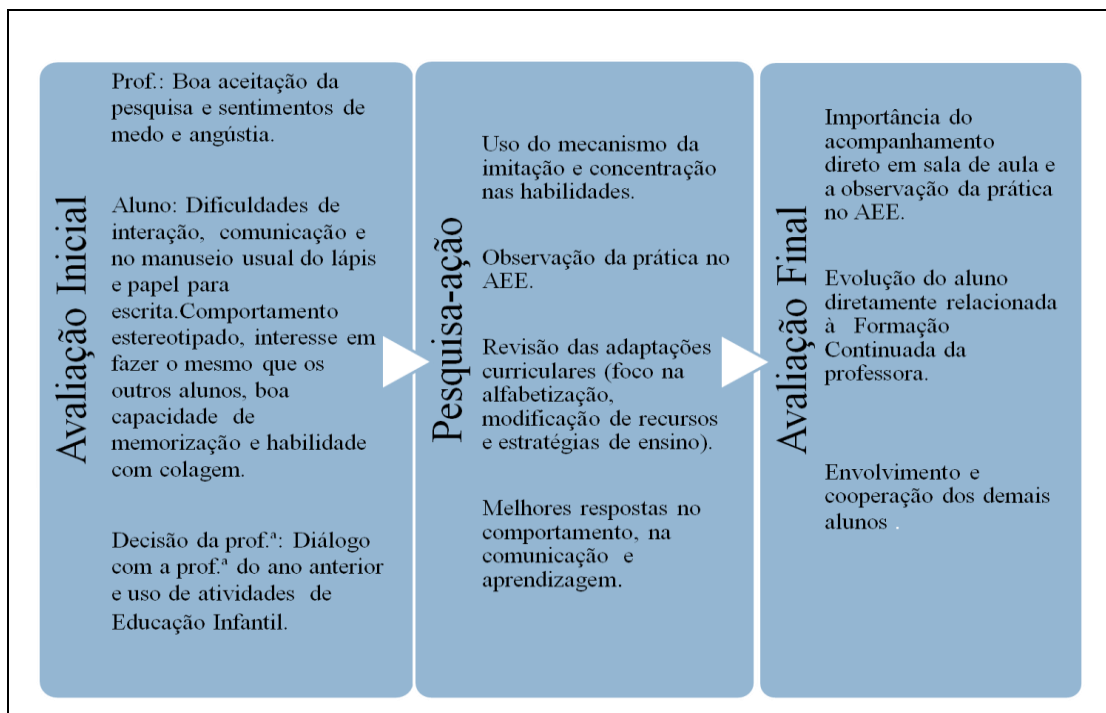 Avaliação Inicial
Prof.: Boa aceitação da
pesquisa e sentimentos de
medo e angústia.
Aluno: Dificuldades de
interação, comunicação e
no manuseio usual do lápis
e papel para
escrita.Comportamento
estereotipado, interesse em
fazer o mesmo que os
outros alunos, boa
capacidade de
memorização e habilidade
com colagem.
Decisão da prof.ª: Diálogo
com a prof.ª do ano anterior
e uso de atividades de
Educação Infantil.
Pesquisa-ação
Uso do mecanismo da
imitação e concentração
nas habilidades.
Observação da prática no
AEE.
Revisão das adaptações
curriculares (foco na
alfabetização,
modificação de recursos
e estratégias de ensino).
Melhores respostas no
comportamento, na
comunicação e
aprendizagem.
Avaliação Final
Importância do
acompanhamento
direto em sala de aula e
a observação da prática
no AEE.
Evolução do aluno
diretamente relacionada
à Formação
Continuada da
professora.
Envolvimento e
cooperação dos demais
alunos .